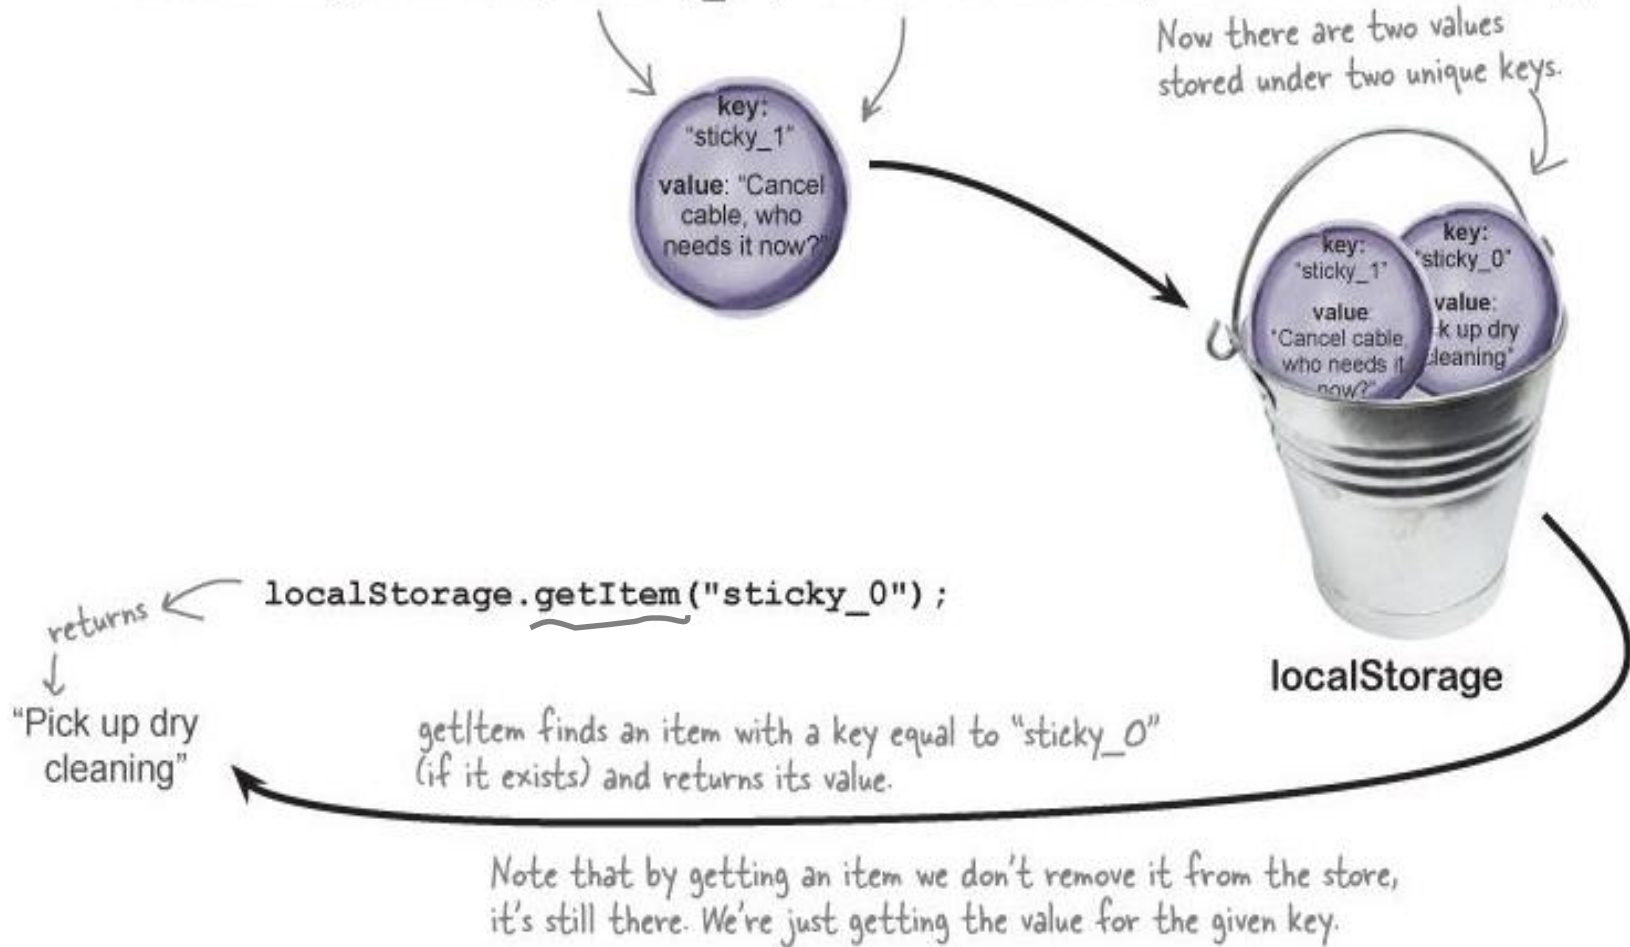 Now there are two values
stored under two unique keys.
key:
"sticky_1"
value: "Cancel
cable, who
needs it now?"
key:
"sticky_1"
value
"Cancel cable,
who needs it
now?"
key:
"sticky_0"
value:
k up dry
cleaning"
localStorage
localStorage.getItem("sticky_0");
returns
"Pick up dry
cleaning"
getItem finds an item with a key equal to "sticky_0"
(if it exists) and returns its value.
Note that by getting an item we don't remove it from the store,
it's still there. We're just getting the value for the given key.